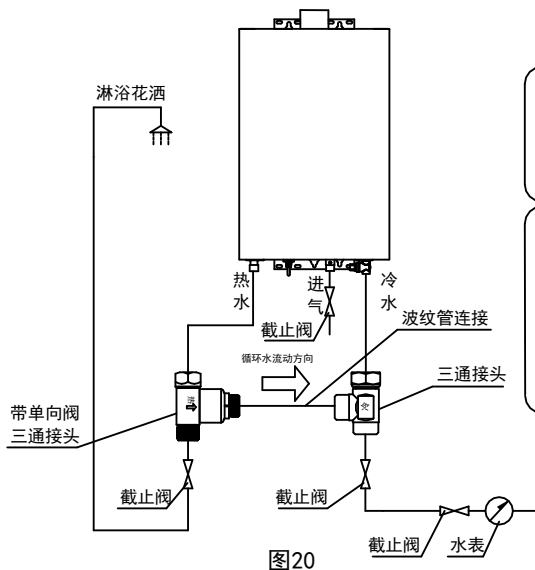 淋浴花洒
热水
进气
冷水
截止阀
波纹管连接
循环水流动方向
三通接头
进
带单向阀
三通接头
截止阀
截止阀
截止阀
水表
图20